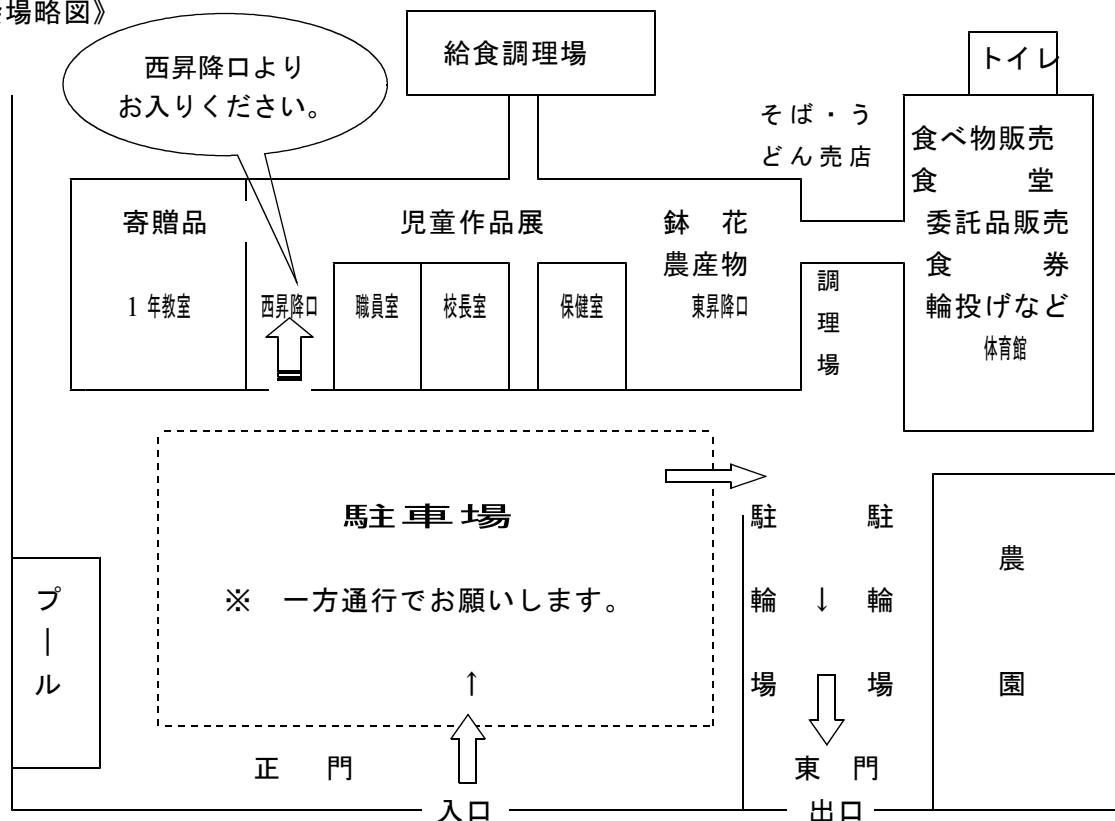 場略図》
西昇降口より
お入りください。
給食調理場
トイレ
そば・う
どん売店
食べ物販売
食堂
委託品販売
食券
輪投げなど
体育館
寄贈品
1年教室
児童作品展
西昇降口
職員室
校長室
保健室
鉢花
農産物
東昇降口
調理場
駐車場
※ 一方通行でお願いします。
↑
プール
駐輪場
↓
駐輪場
農園
正門
入口
東門
出口